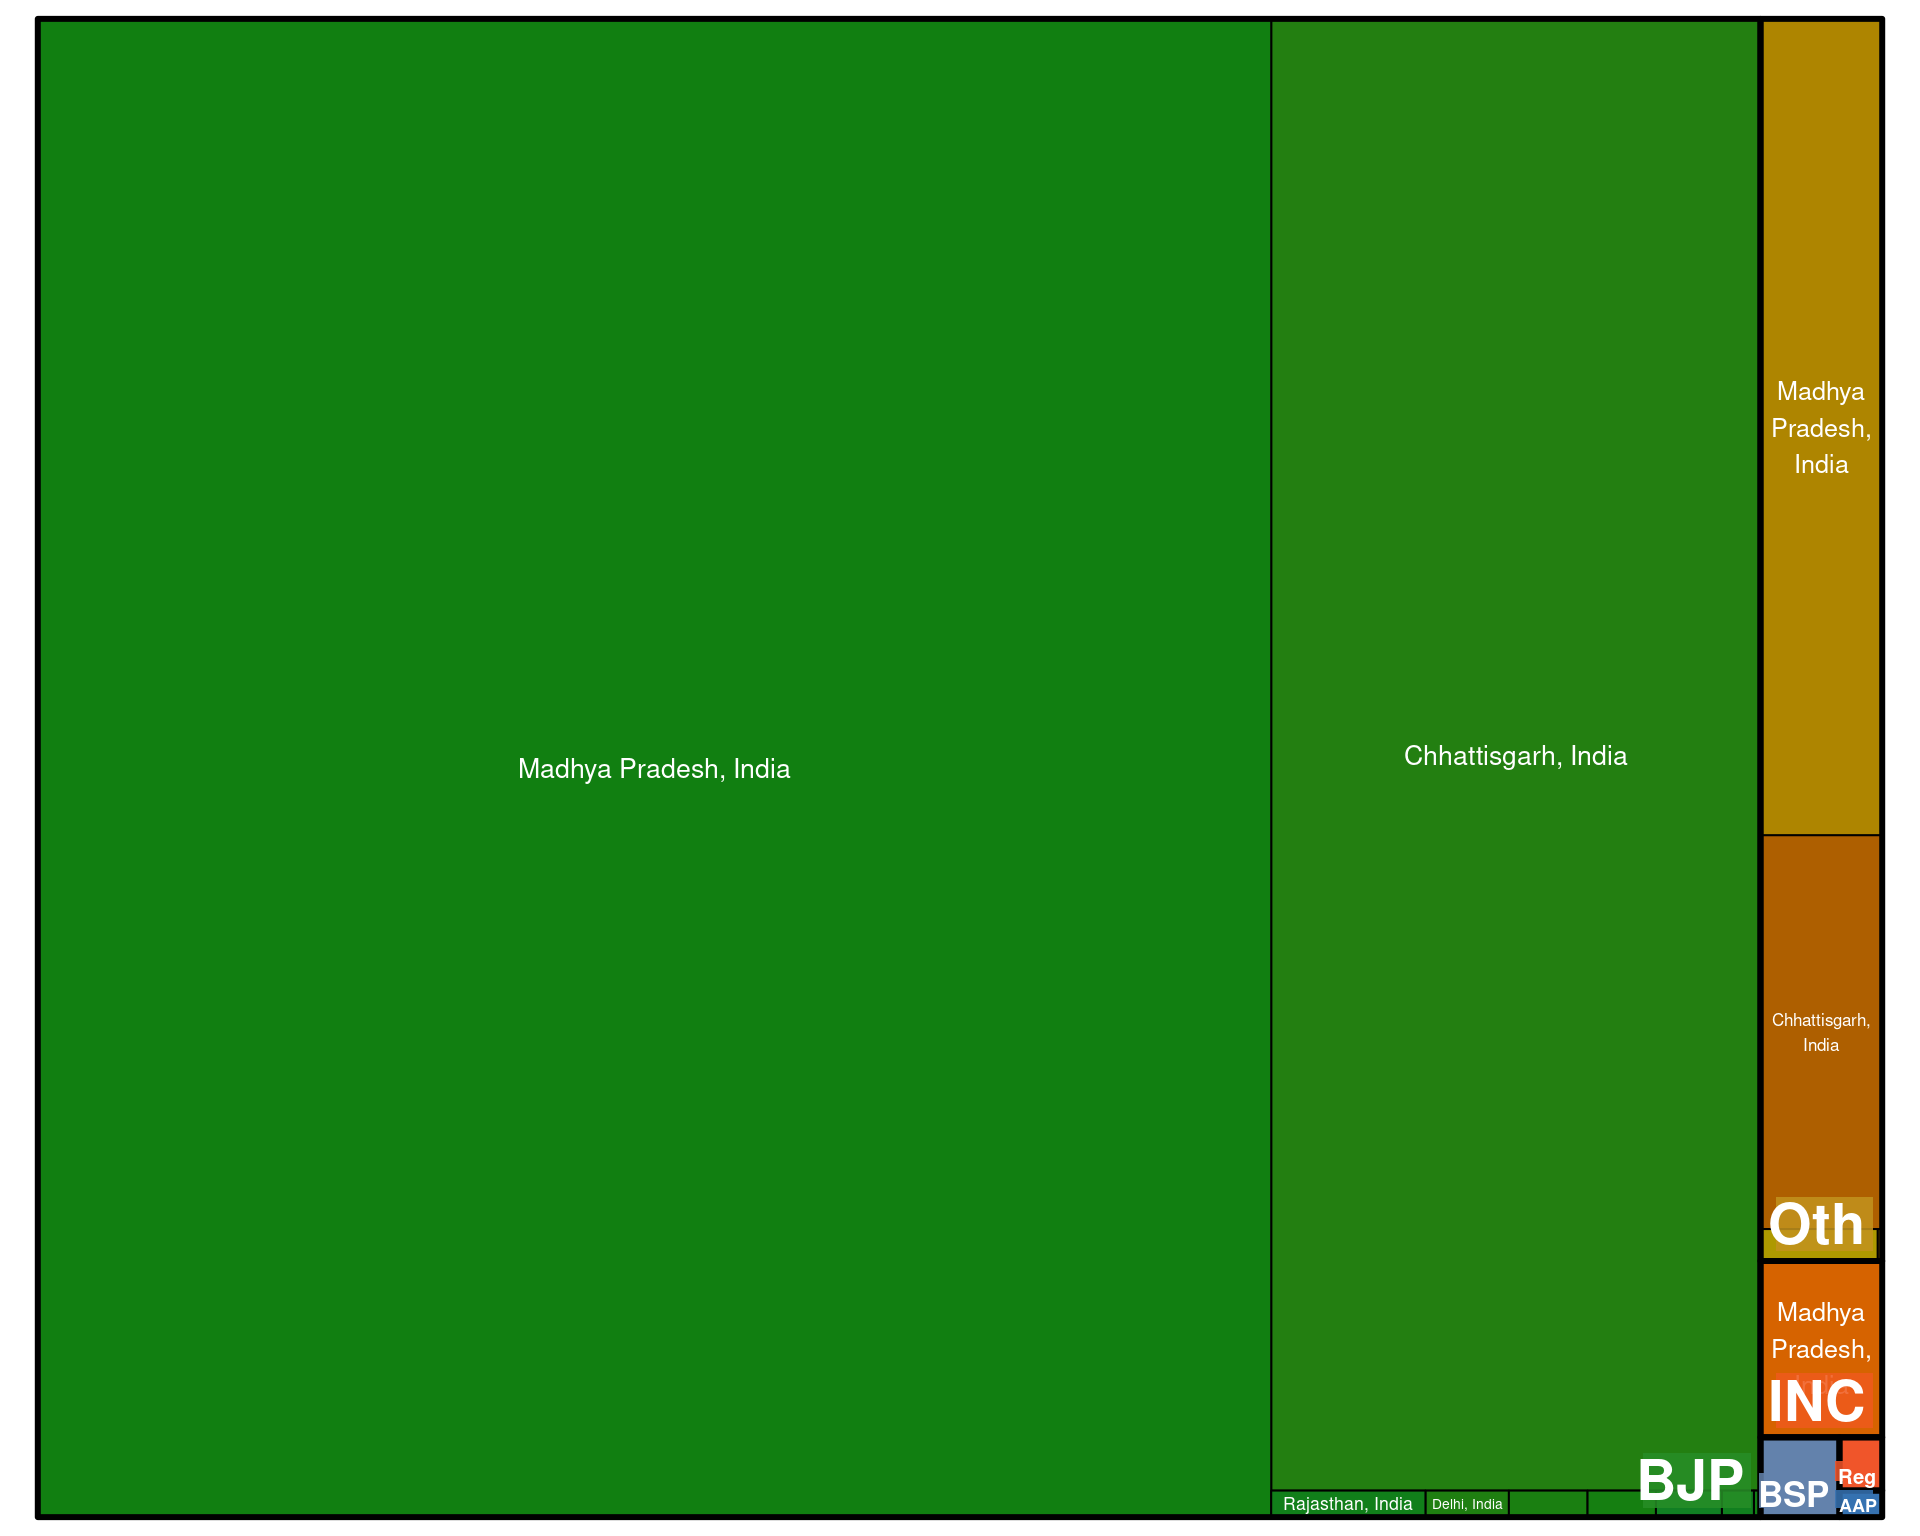 Madhya Pradesh, India
Chhattisgarh, India
Rajasthan, India
Delhi, India
BJP
Madhya
Pradesh,
India
Chhattisgarh,
India
Oth
Madhya
Pradesh,
INC
BSP
Reg
AAP